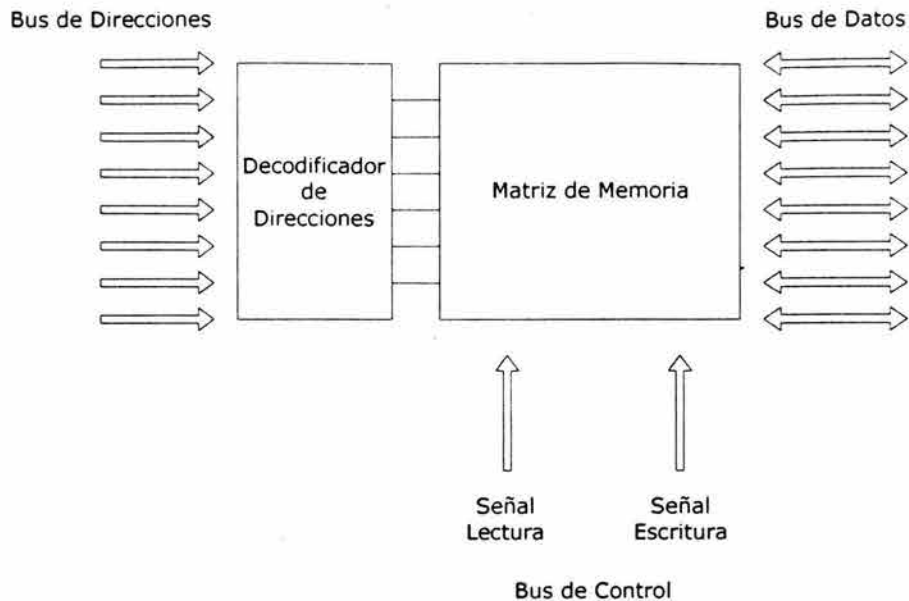 Bus de Direcciones
Bus de Datos
Decodificador
de
Direcciones
Matriz de Memoria
Señal
Lectura
Señal
Escritura
Bus de Control